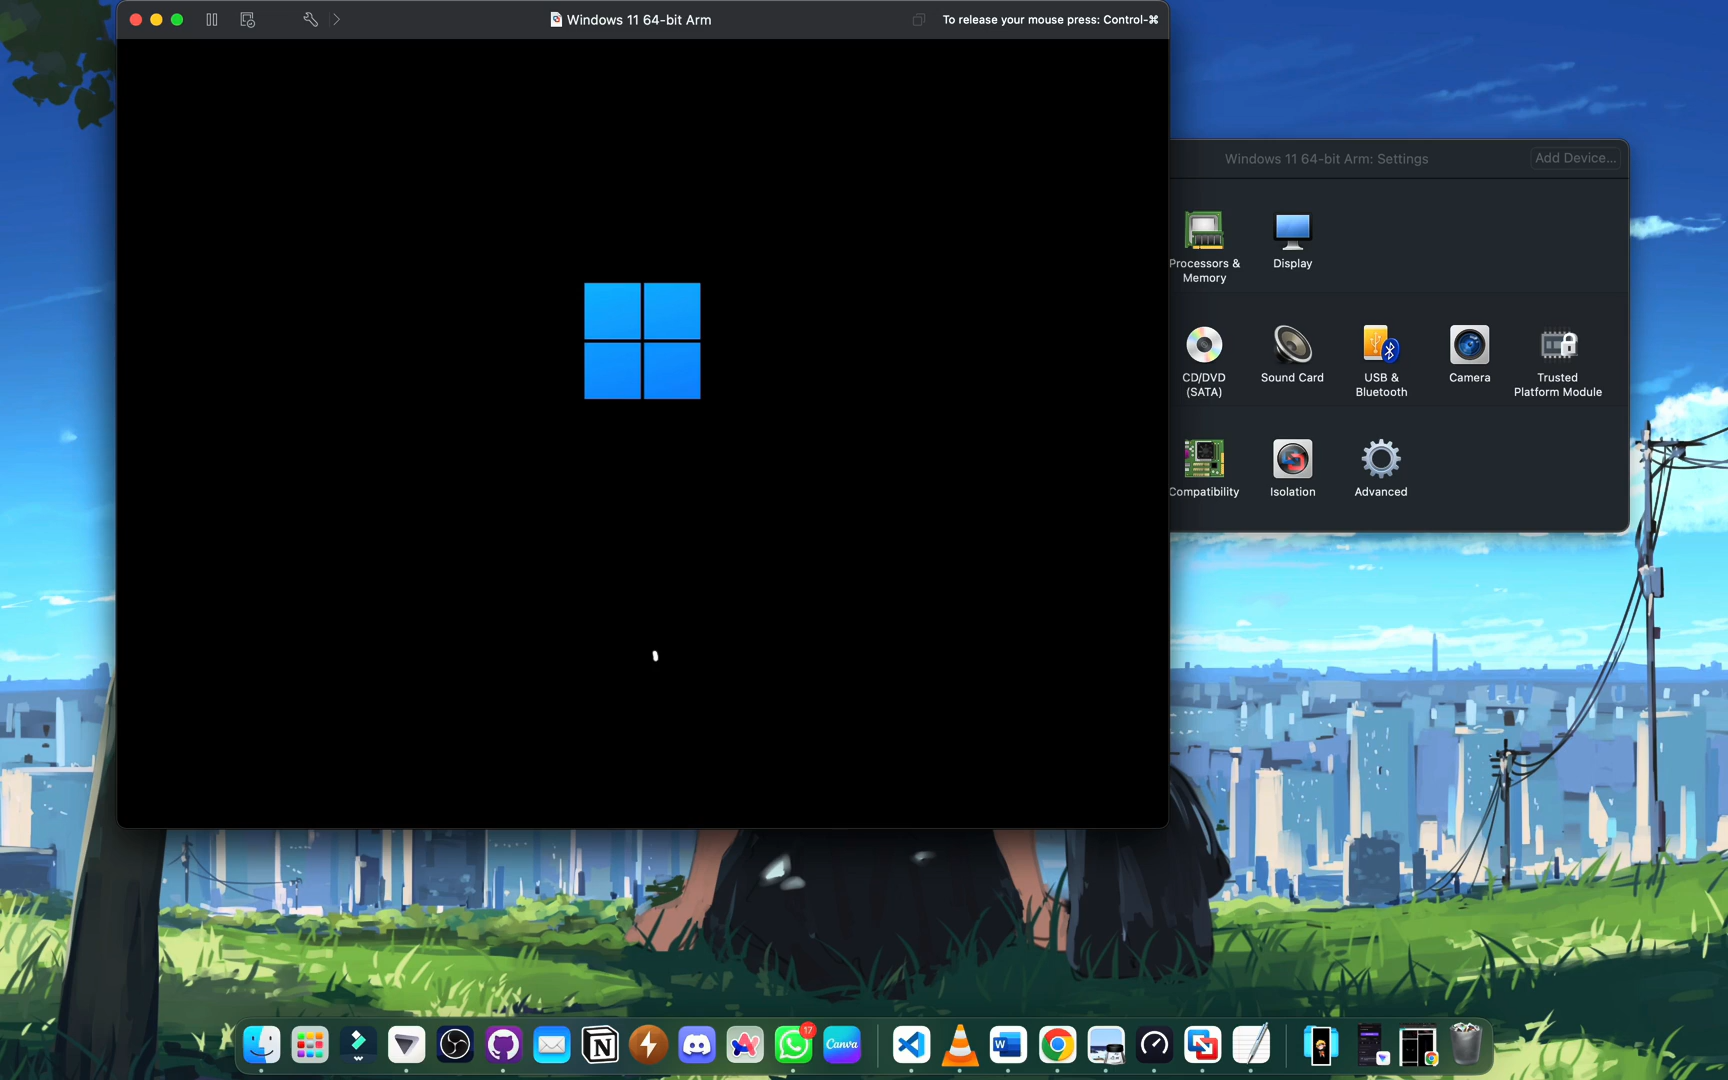 Windows 11 64-bit Arm
To release your mouse press: Control-⌘
Windows 11 64-bit Arm: Settings
Add Device...
Processors &
Memory
Display
CD/DVD
(SATA)
Sound Card
USB &
Bluetooth
Camera
Trusted
Platform Module
Compatibility
Isolation
Advanced
17
Canva
W